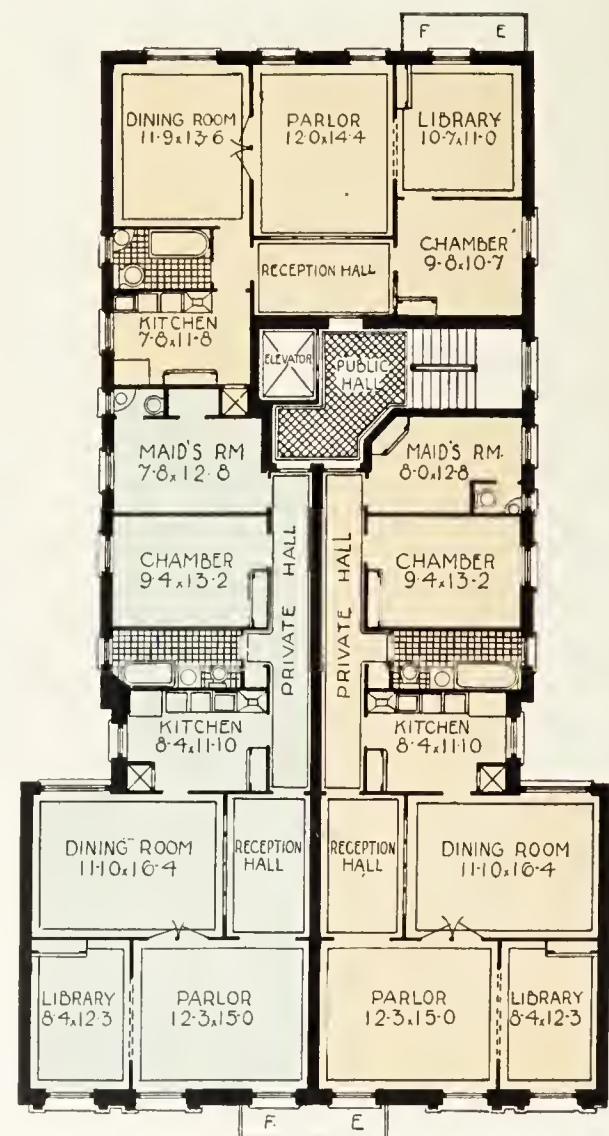 F E
DINING ROOM
11-9x13-6
PARLOR
12-0x14-4
LIBRARY
10-7x11-0
CHAMBER
9-8x10-7
RECEPTION HALL
KITCHEN
7-8x11-8
ELEVATOR
PUBLIC
HALL
MAID'S RM
7-8x12-8
MAID'S RM.
8-0x12-8
CHAMBER
9-4x13-2
PRIVATE HALL
PRIVATE HALL
CHAMBER
9-4x13-2
KITCHEN
8-4x11-10
KITCHEN
8-4x11-10
DINING ROOM
11-10x16-4
RECEPTION
HALL
RECEPTION
HALL
DINING ROOM
11-10x16-4
LIBRARY
8-4x12-3
PARLOR
12-3x15-0
PARLOR
12-3x15-0
LIBRARY
8-4x12-3
F E